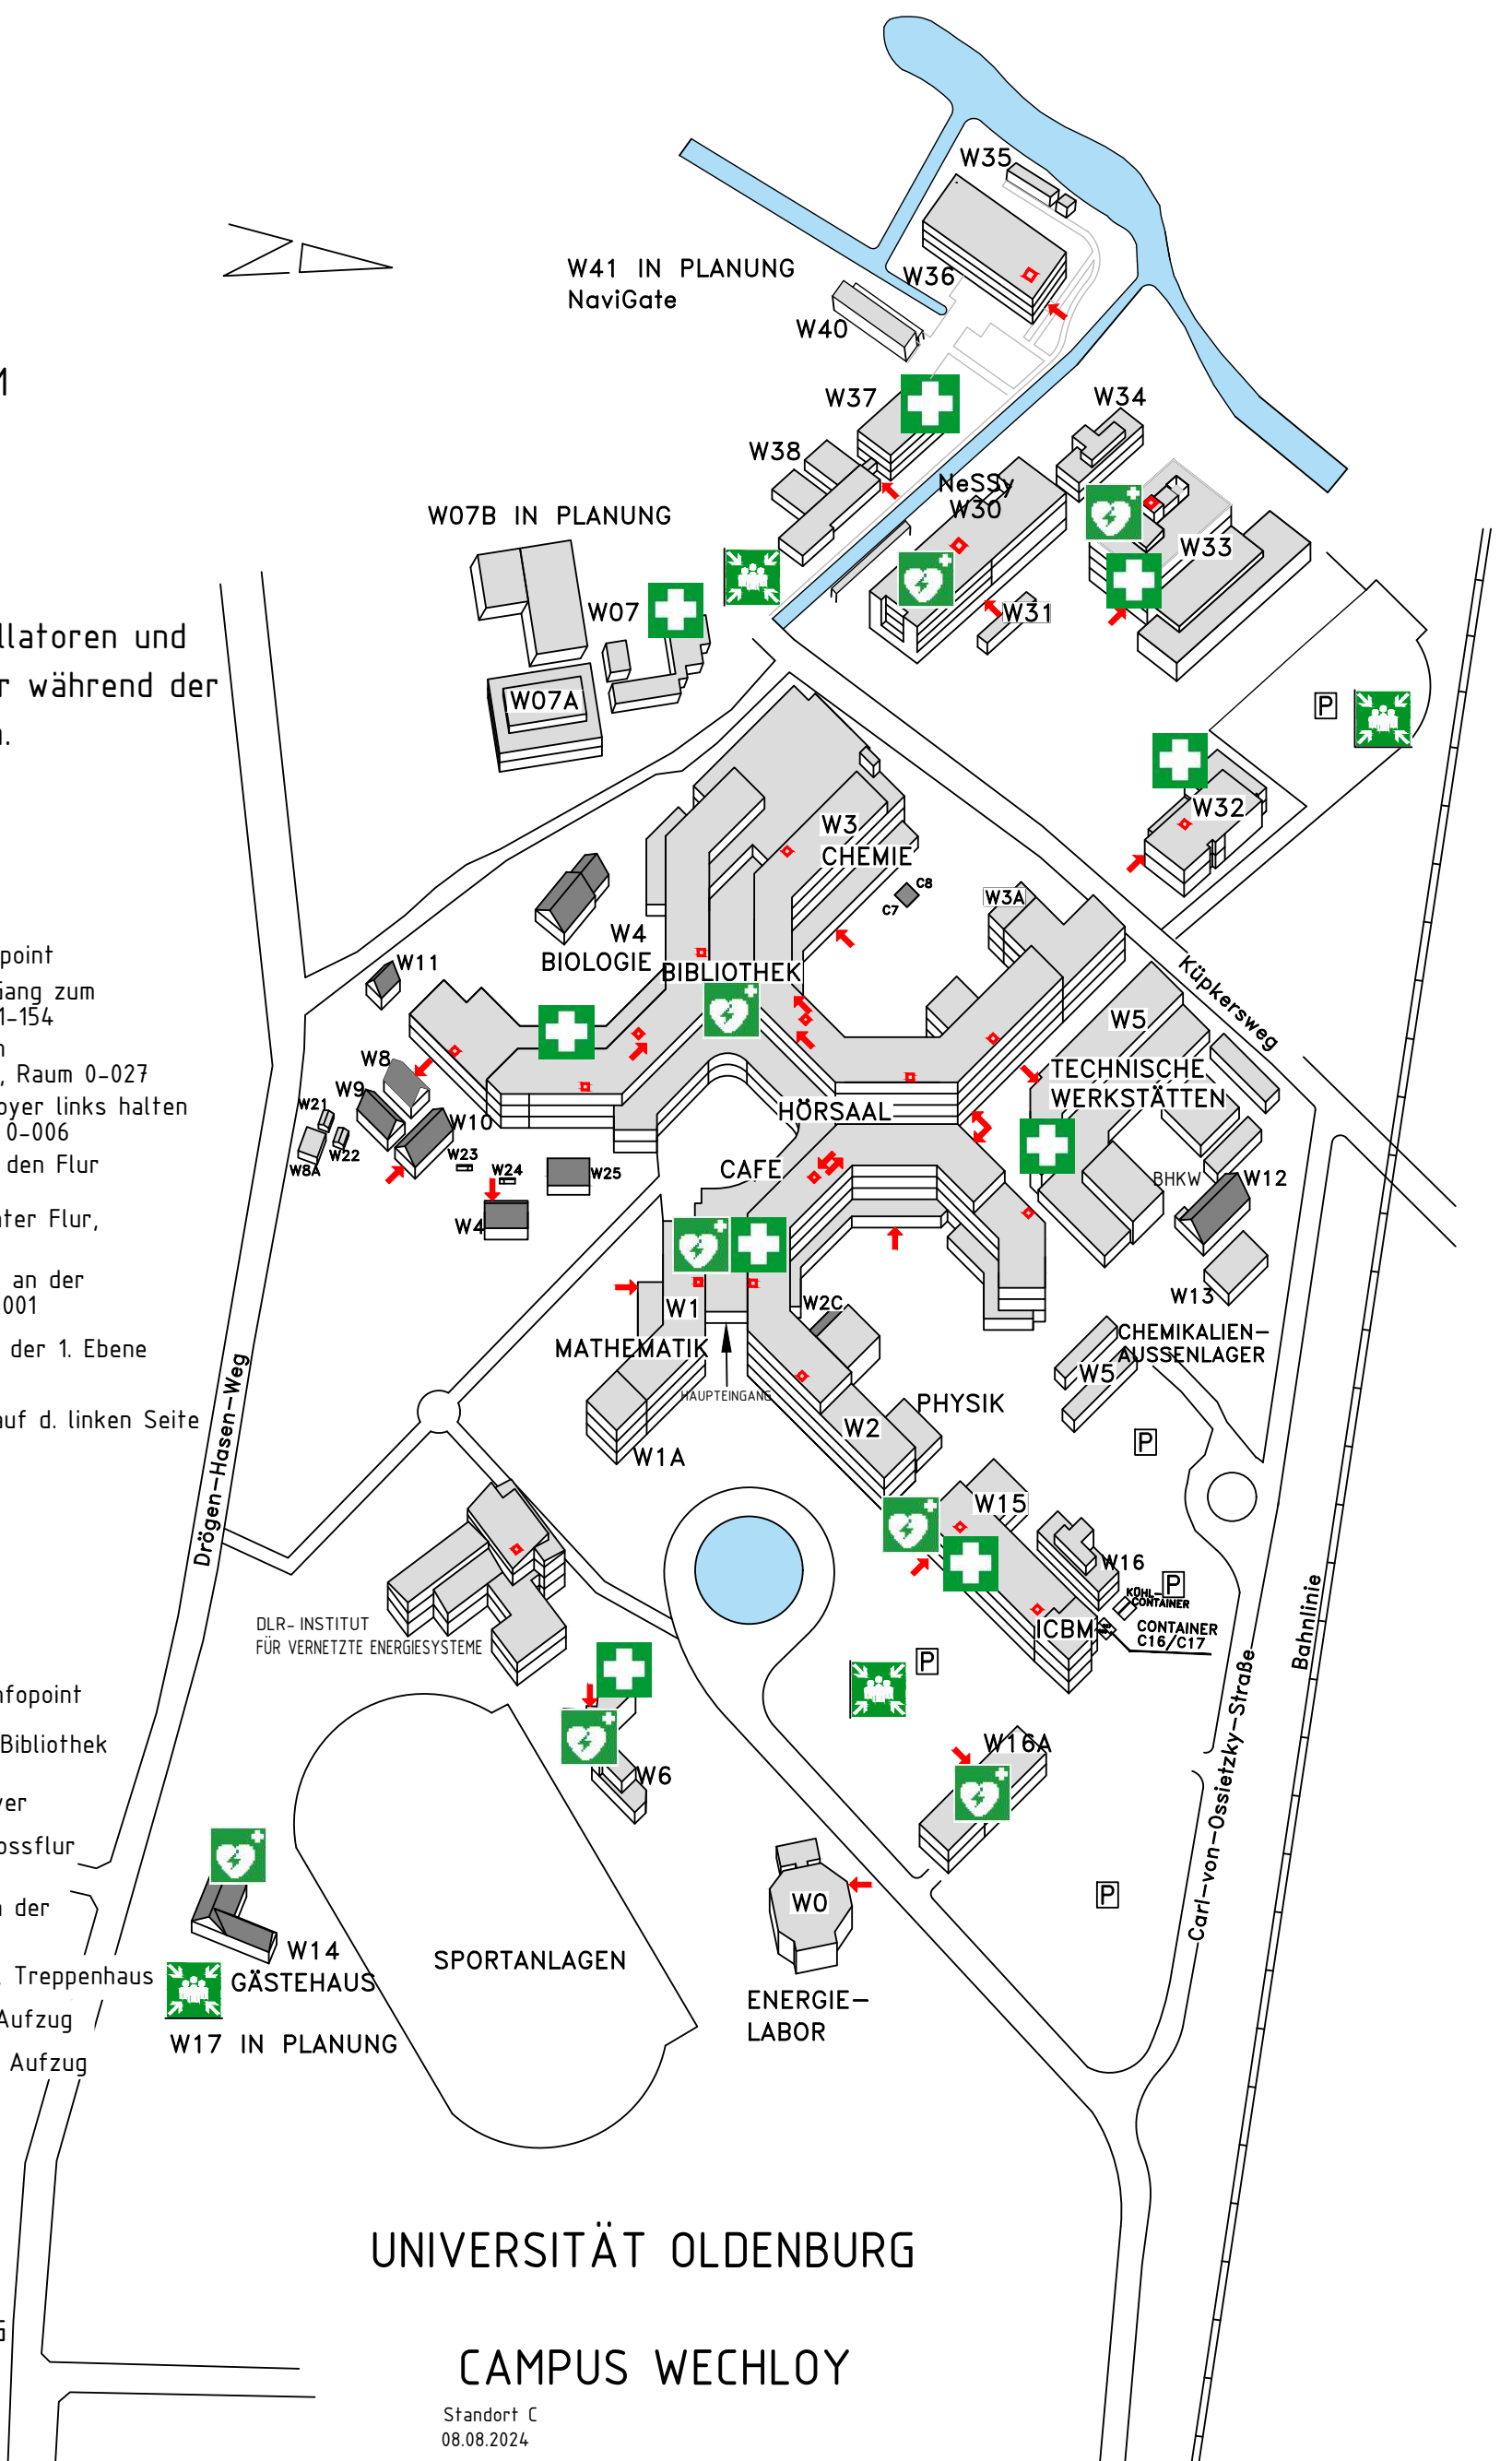 W35
W41 IN PLANUNG
NaviGate
W36
W40
W37
W34
W38
NeSSy
W30
W07B IN PLANUNG
W33
W07
W31
llatoren und
r während der
W07A
P
W32
W3
CHEMIE
C8
C7
W3A
W4
BIOLOGIE
BIBLIOTHEK
point
Gang zum
1-154
W11
Küpkersweg
W5
, Raum 0-027
W8
TECHNISCHE
WERKSTÄTTEN
W9
oyer links halten
0-006
W21
W10
HÖRSAAL
W22
W8A
W23
W24
W25
CAFE
den Flur
BHKW
W12
W4
nter Flur,
an der
001
W13
W1
W2C
MATHEMATIK
CHEMIKALIEN-
AUSSENLAGER
der 1. Ebene
W5
HAUPTEINGANG
PHYSIK
auf d. linken Seite
W2
P
W1A
Drögen-Hasen-Weg
W15
W16
P
KÜHL-
CONTAINER
ICBM
CONTAINER
C16/C17
DLR- INSTITUT
FÜR VERNETZTE ENERGIESYSTEME
Bahnlinie
P
nfopoint
Bibliothek
W16A
W6
Carl-von-Ossietzky-Straße
yer
ossflur
P
W0
n der
W14
GÄSTEHAUS
SPORTANLAGEN
Treppenhaus
ENERGIE-
LABOR
Aufzug
W17 IN PLANUNG
Aufzug
UNIVERSITÄT OLDENBURG
CAMPUS WECHLOY
Standort C
08.08.2024